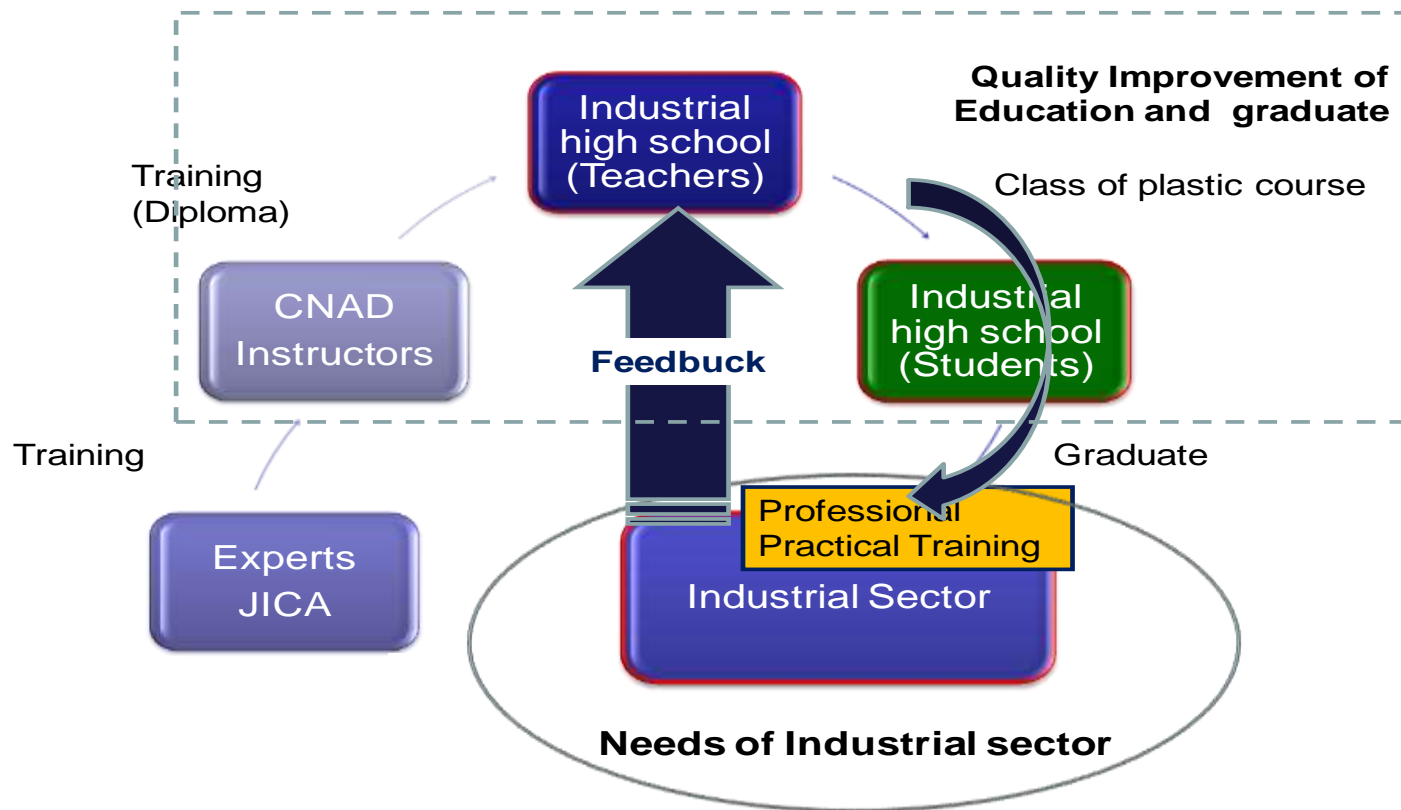 Quality Improvement of
Education and graduate
Industrial
high school
(Teachers)
Training
(Diploma)
Class of plastic course
CNAD
Instructors
Industrial
high school
(Students)
Feedbuck
Training
Graduate
Professional
Practical Training
Experts
JICA
Industrial Sector
Needs of Industrial sector